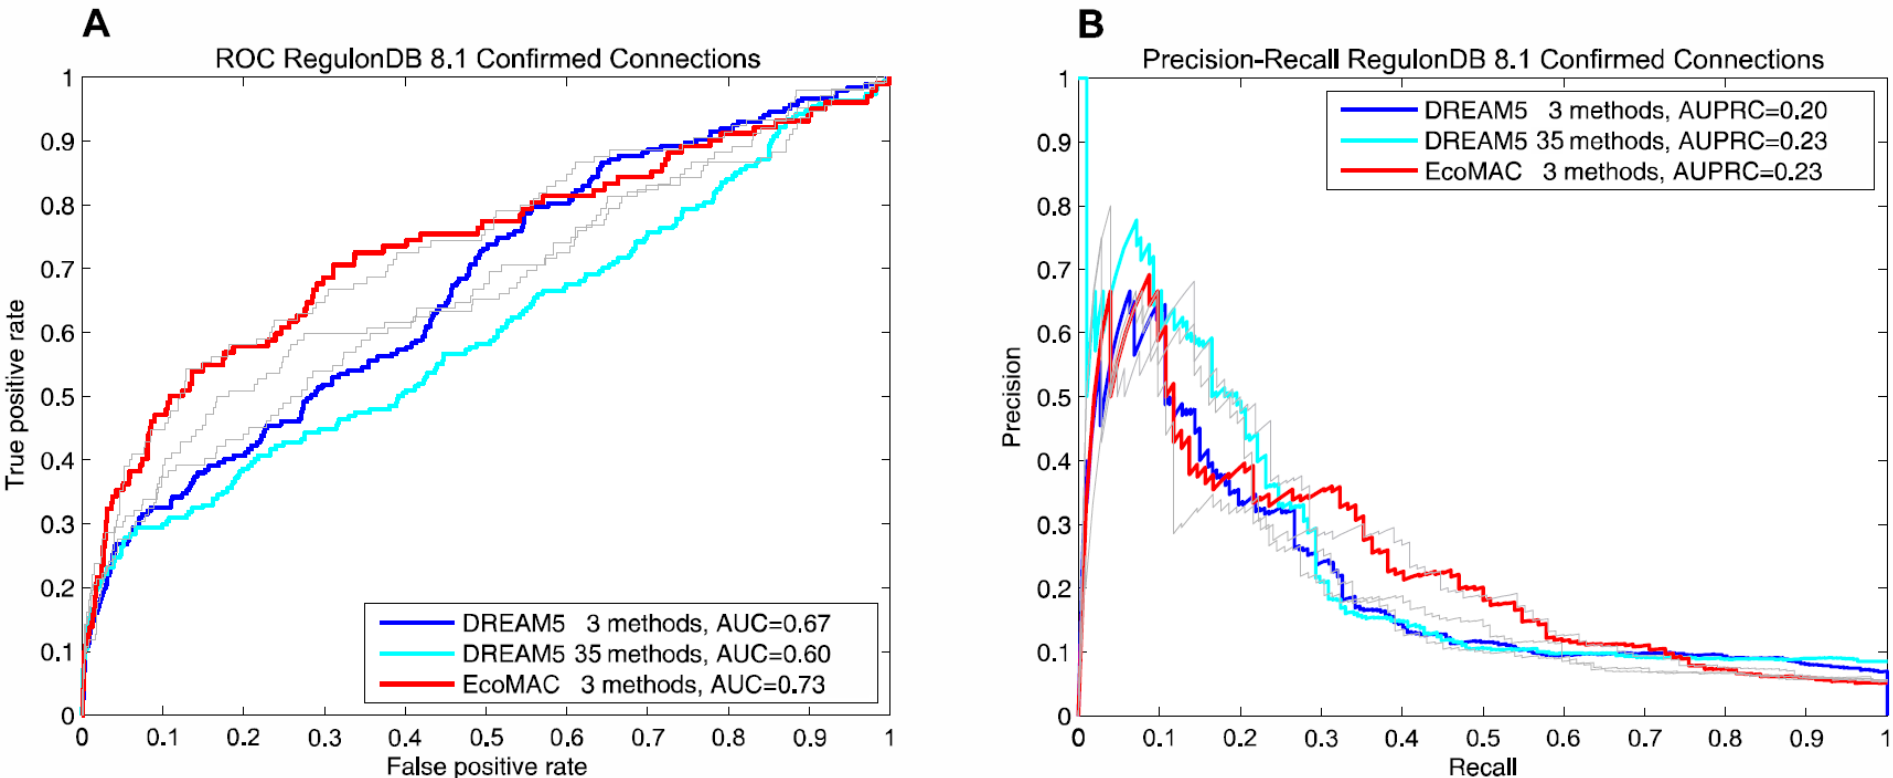 A
ROC RegulonDB 8.1 Confirmed Connections
1
0.9
0.8
0.7
0.6
0.5
0.4
0.3
0.2
0.1
0
True positive rate
DREAM5 3 methods, AUC=0.67
DREAM5 35 methods, AUC=0.60
EcoMAC 3 methods, AUC=0.73
0 0.1 0.2 0.3 0.4 0.5 0.6 0.7 0.8 0.9 1
False positive rate
B
Precision-Recall RegulonDB 8.1 Confirmed Connections
1
0.9
0.8
0.7
0.6
0.5
0.4
0.3
0.2
0.1
0
Precision
DREAM5 3 methods, AUPRC=0.20
DREAM5 35 methods, AUPRC=0.23
EcoMAC 3 methods, AUPRC=0.23
0 0.1 0.2 0.3 0.4 0.5 0.6 0.7 0.8 0.9 1
Recall